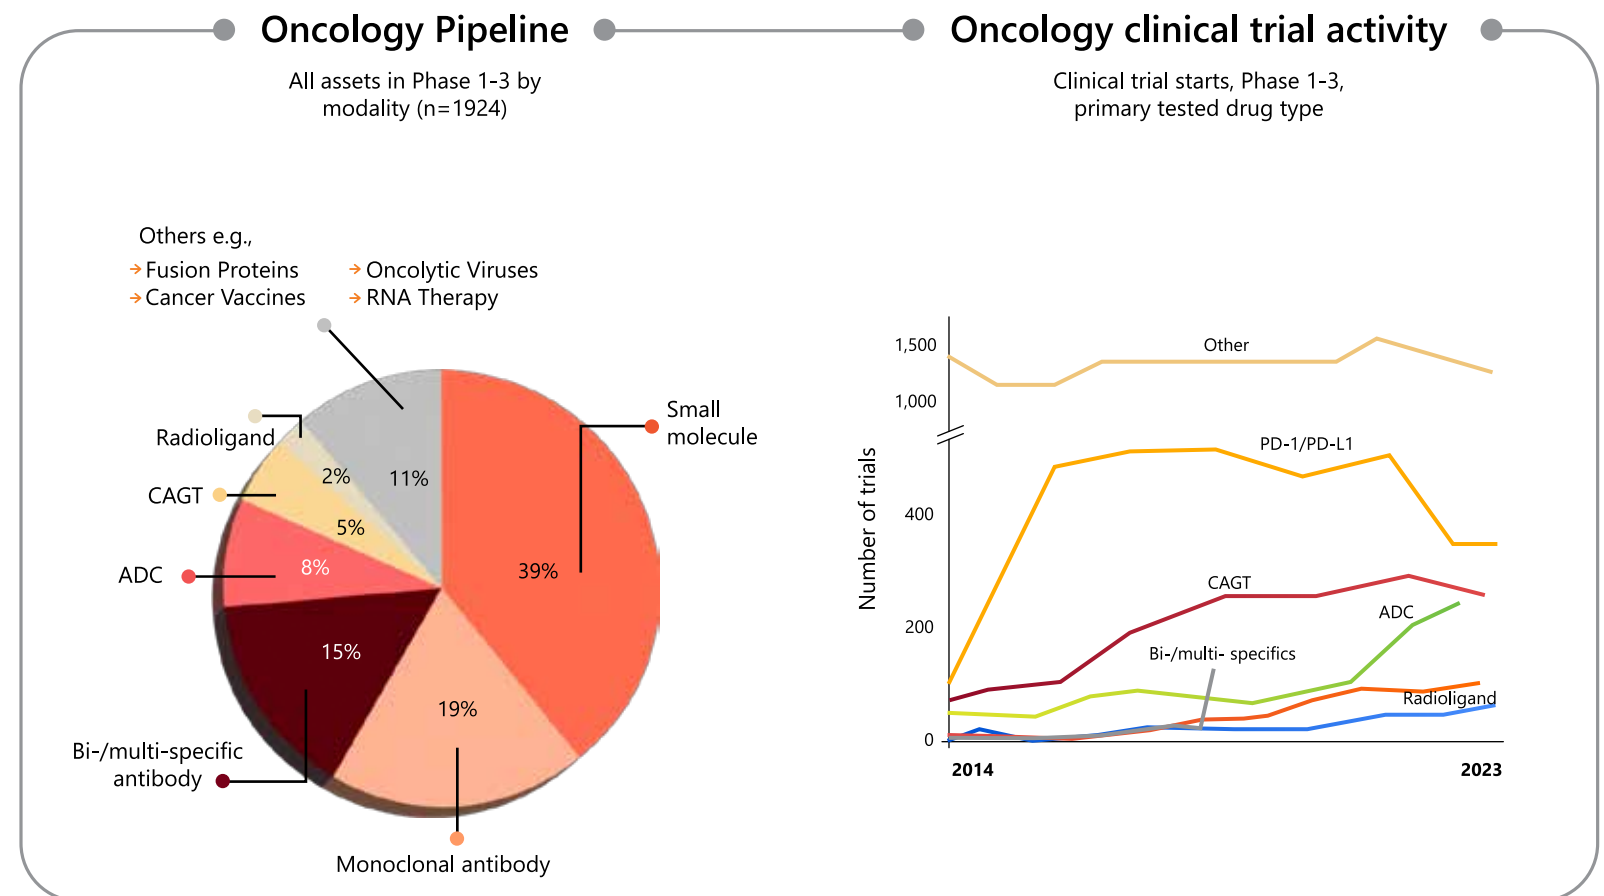 Oncology Pipeline
All assets in Phase 1-3 by
modality (n=1924)
Others e.g.,
Fusion Proteins
Oncolytic Viruses
Cancer Vaccines
RNA Therapy
Radioligand
CAGT
ADC
Bi-/multi-specific
antibody
Monoclonal antibody
Small
molecule
2%
11%
5%
8%
39%
15%
19%
Oncology clinical trial activity
Clinical trial starts, Phase 1-3,
primary tested drug type
Number of trials
1,500
1,000
400
200
0
Other
PD-1/PD-L1
CAGT
ADC
Bi-/multi- specifics
Radioligand
2014
2023